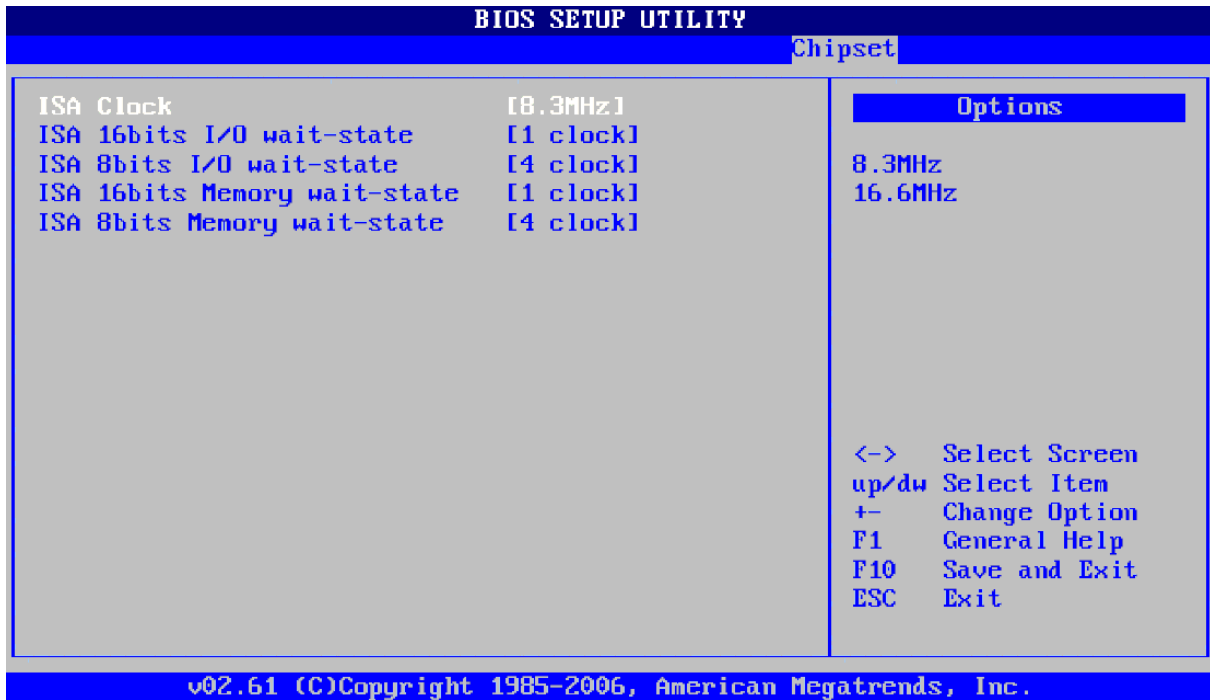 BIOS SETUP UTILITY
Chipset
ISA Clock [8.3MHz]
ISA 16bits I/O wait-state [1 clock]
ISA 8bits I/O wait-state [4 clock]
ISA 16bits Memory wait-state [1 clock]
ISA 8bits Memory wait-state [4 clock]
Options
8.3MHz
16.6MHz
<-> Select Screen
up/dw Select Item
+- Change Option
F1 General Help
F10 Save and Exit
ESC Exit
v02.61 (C)Copyright 1985-2006, American Megatrends, Inc.